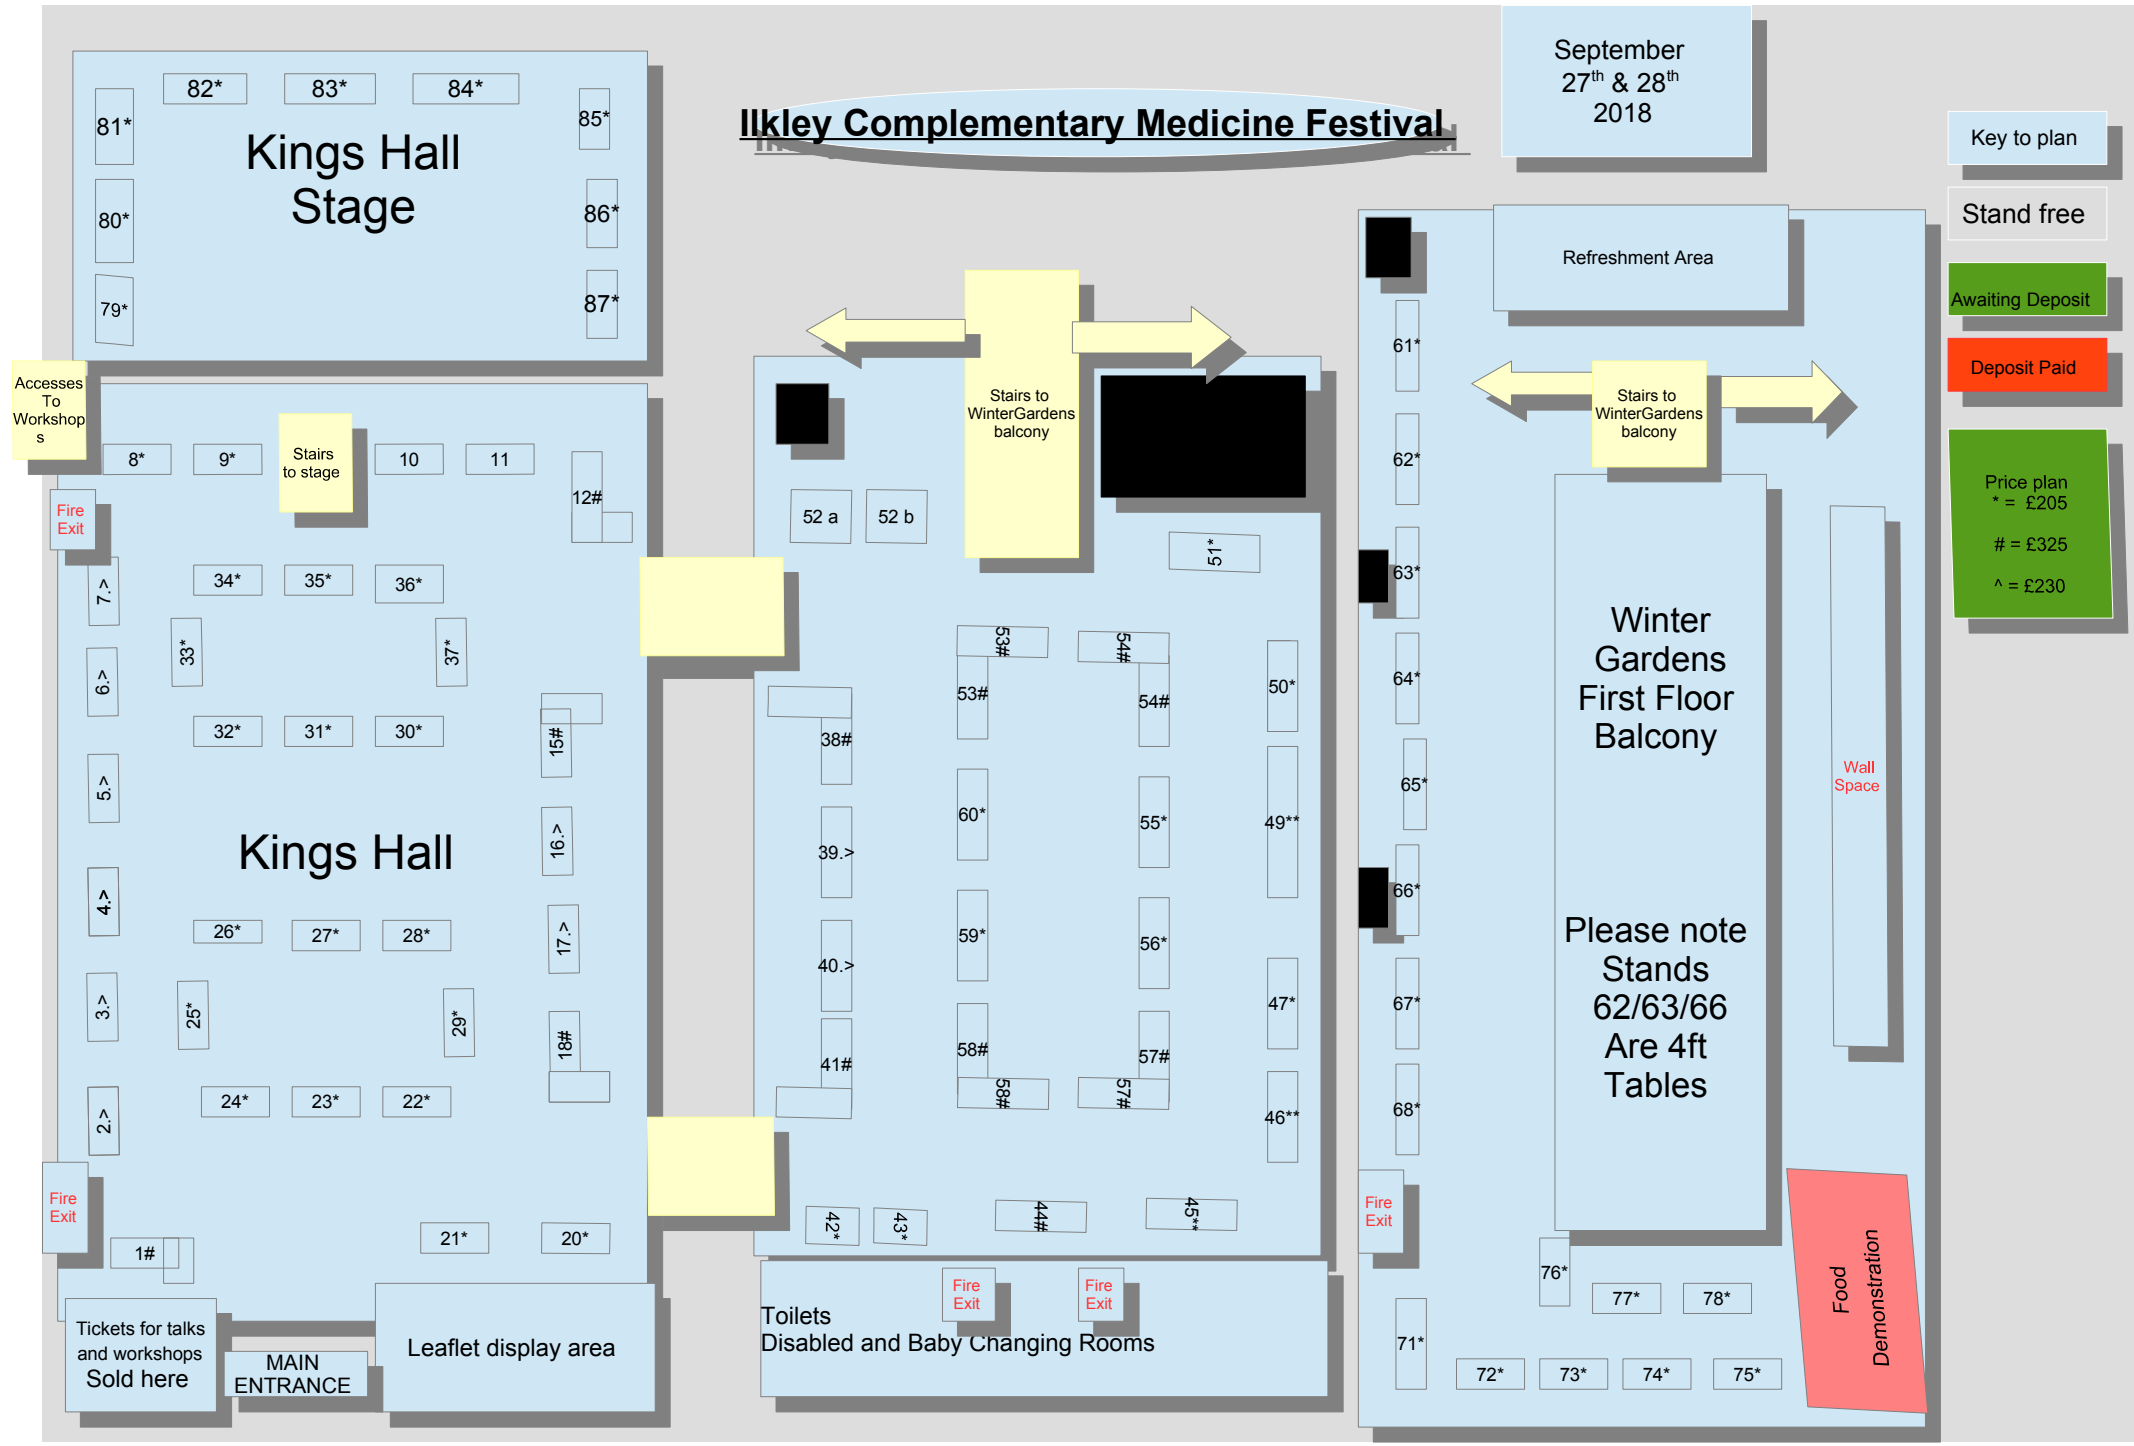 Ilkley Complementary Medicine Festival
September
27th & 28th
2018
Key to plan
Stand free
Awaiting Deposit
Deposit Paid
Price plan
* = £205
# = £325
^ = £230
82*
83*
84*
81*
85*
Kings Hall
Stage
80*
86*
79*
87*
Accesses
To
Workshop
s
8*
9*
Stairs
to stage
10
11
12#
Fire
Exit
7.>
34*
35*
36*
33*
37*
6.>
32*
31*
30*
15#
5.>
Kings Hall
16.>
4.>
26*
27*
28*
17.>
3.>
25*
29*
18#
2.>
24*
23*
22*
Fire
Exit
1#
21*
20*
Tickets for talks
and workshops
Sold here
MAIN
ENTRANCE
Leaflet display area
Stairs to
WinterGardens
balcony
52 a
52 b
51*
53#
54#
53#
54#
50*
38#
60*
55*
49**
39.>
59*
56*
40.>
47*
58#
57#
41#
58#
57#
46**
42*
43*
44#
45**
Fire
Exit
Fire
Exit
Toilets
Disabled and Baby Changing Rooms
Refreshment Area
61*
Stairs to
WinterGardens
balcony
62*
63*
64*
65*
66*
67*
68*
Winter
Gardens
First Floor
Balcony
Please note
Stands
62/63/66
Are 4ft
Tables
Wall
Space
Fire
Exit
76*
77*
78*
71*
72*
73*
74*
75*
Food
Demonstration